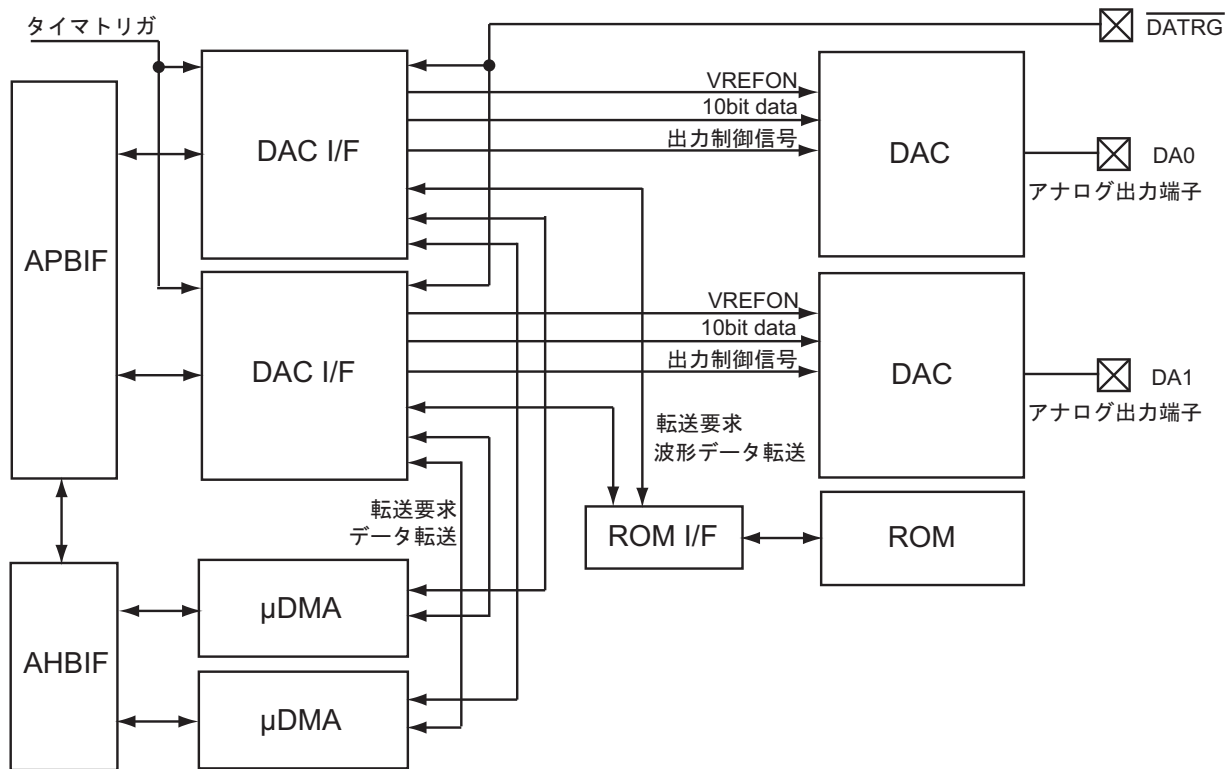 タイマトリガ
DATRG
DAC I/F
VREFON
10bit data
出力制御信号
DAC
DA0
アナログ出力端子
APBIF
DAC I/F
VREFON
10bit data
出力制御信号
DAC
DA1
アナログ出力端子
転送要求
波形データ転送
転送要求
データ転送
ROM I/F
ROM
AHBIF
μDMA
μDMA